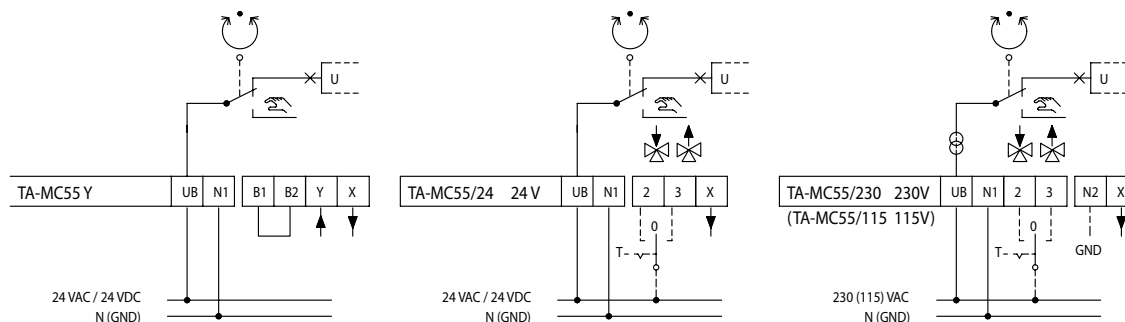 U
TA-MC55 Y
UB N1 B1 B2 Y X
24 VAC / 24 VDC
N (GND)
U
TA-MC55/24 24 V
UB N1 2 3 X
0
T
24 VAC / 24 VDC
N (GND)
U
TA-MC55/230 230V
(TA-MC55/115 115V)
UB N1 2 3 N2 X
0
T
GND
230 (115) VAC
N (GND)